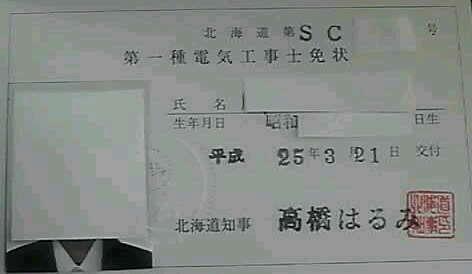 北海道第SC 号
第一種電気工事士免状
氏名
生年月日 昭和 日生
平成 25年3月21日 交付
北海道知事 高橋はるみ